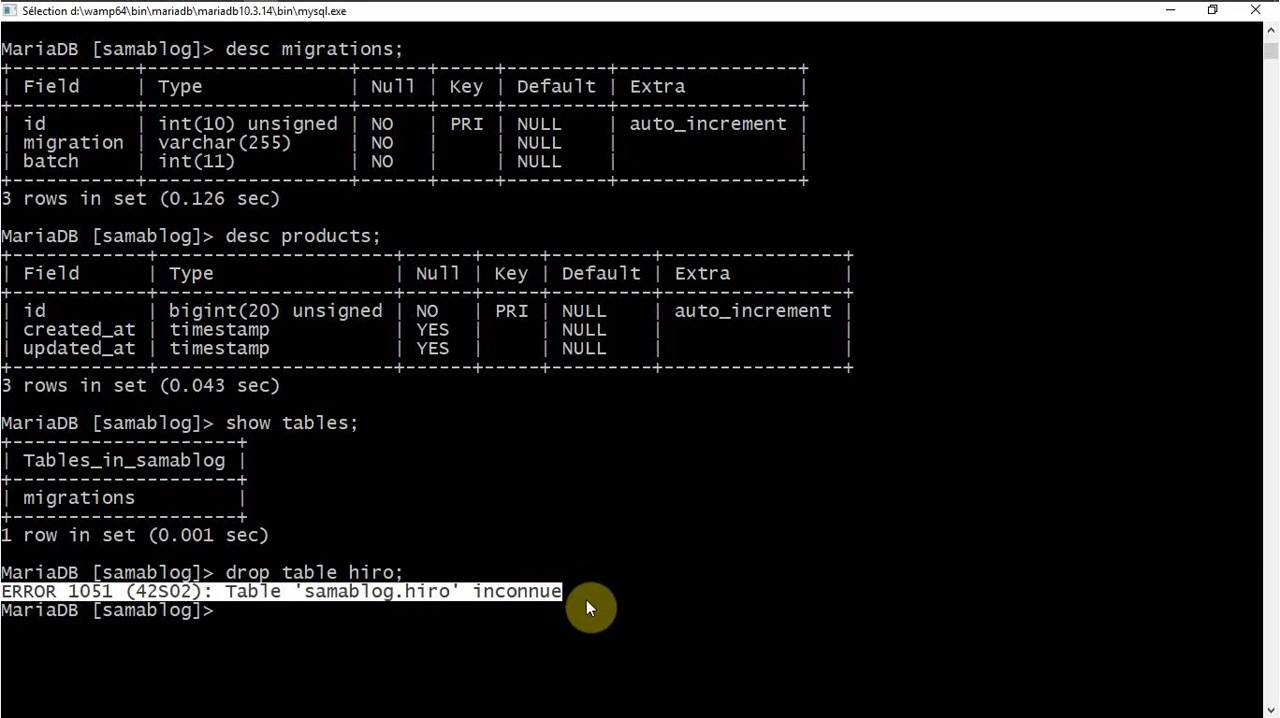 Sélection d:\wamp64\bin\mariadb\mariadb10.3.14\bin\mysql.exe
MariaDB [samablog]> desc migrations;
+-----------------+------------------+------+-----+---------+----------------+
| Field | Type | Null | Key | Default | Extra |
+-----------------+------------------+------+-----+---------+----------------+
| id | int(10) unsigned | NO | PRI | NULL | auto_increment |
| migration | varchar(255) | NO | | NULL | |
| batch | int(11) | NO | | NULL | |
+-----------------+------------------+------+-----+---------+----------------+
3 rows in set (0.126 sec)
MariaDB [samablog]> desc products;
+------------+---------------------+------+-----+---------+----------------+
| Field | Type | Null | Key | Default | Extra |
+------------+---------------------+------+-----+---------+----------------+
| id | bigint(20) unsigned | NO | PRI | NULL | auto_increment |
| created_at | timestamp | YES | | NULL | |
| updated_at | timestamp | YES | | NULL | |
+------------+---------------------+------+-----+---------+----------------+
3 rows in set (0.043 sec)
MariaDB [samablog]> show tables;
+--------------------+
| Tables_in_samablog |
+--------------------+
| migrations |
+--------------------+
1 row in set (0.001 sec)
MariaDB [samablog]> drop table hiro;
ERROR 1051 (42S02): Table 'samablog.hiro' inconnue
MariaDB [samablog]>